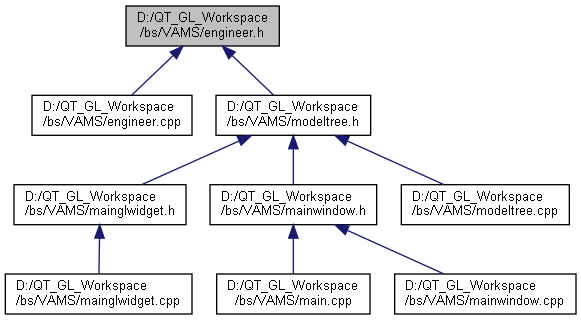 D:/QT_GL_Workspace
/bs/VAMS/engineer.h
D:/QT_GL_Workspace
/bs/VAMS/engineer.cpp
D:/QT_GL_Workspace
/bs/VAMS/modeltree.h
D:/QT_GL_Workspace
/bs/VAMS/mainglwidget.h
D:/QT_GL_Workspace
/bs/VAMS/mainwindow.h
D:/QT_GL_Workspace
/bs/VAMS/modeltree.cpp
D:/QT_GL_Workspace
/bs/VAMS/mainglwidget.cpp
D:/QT_GL_Workspace
/bs/VAMS/main.cpp
D:/QT_GL_Workspace
/bs/VAMS/mainwindow.cpp